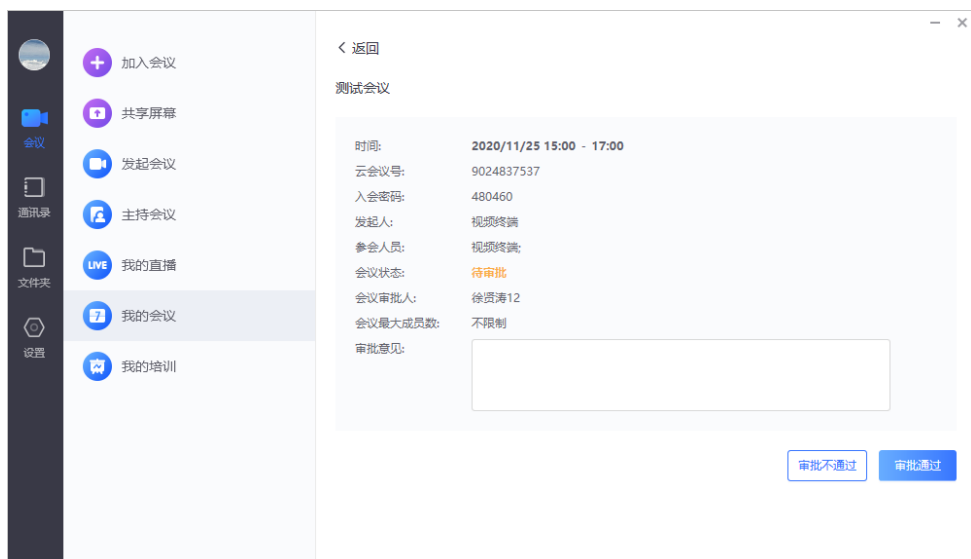 会议
通讯录
文件夹
设置
加入会议
共享屏幕
发起会议
主持会议
LIVE 我的直播
7 我的会议
我的培训
返回
测试会议
时间: 2020/11/25 15:00 - 17:00
云会议号: 9024837537
入会密码: 480460
发起人: 视频终端
参会人员: 视频终端;
会议状态: 待审批
会议审批人: 徐贤涛12
会议最大成员数: 不限制
审批意见:
审批不通过 审批通过